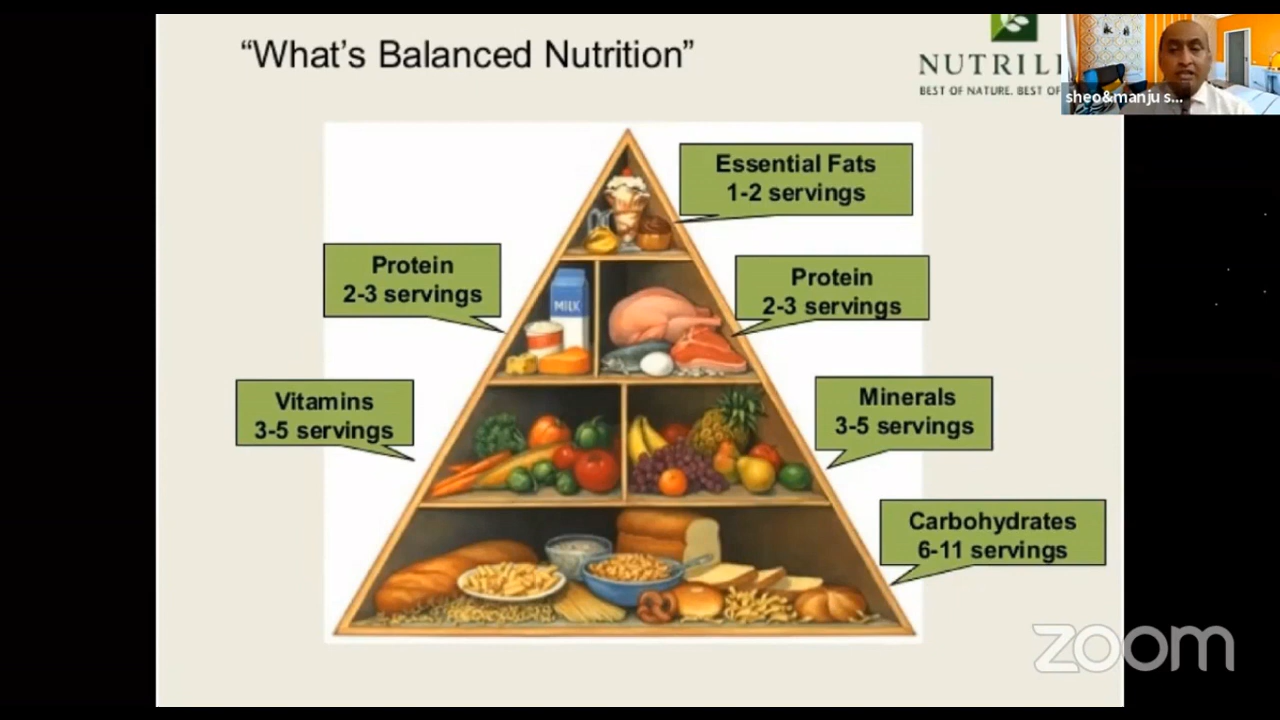 “What’s Balanced Nutrition”
NUTRILI
BEST OF NATURE. BEST OF
sheo&manju s...
Essential Fats
1-2 servings
Protein
2-3 servings
Protein
2-3 servings
MILK
Vitamins
3-5 servings
Minerals
3-5 servings
Carbohydrates
6-11 servings
zoom